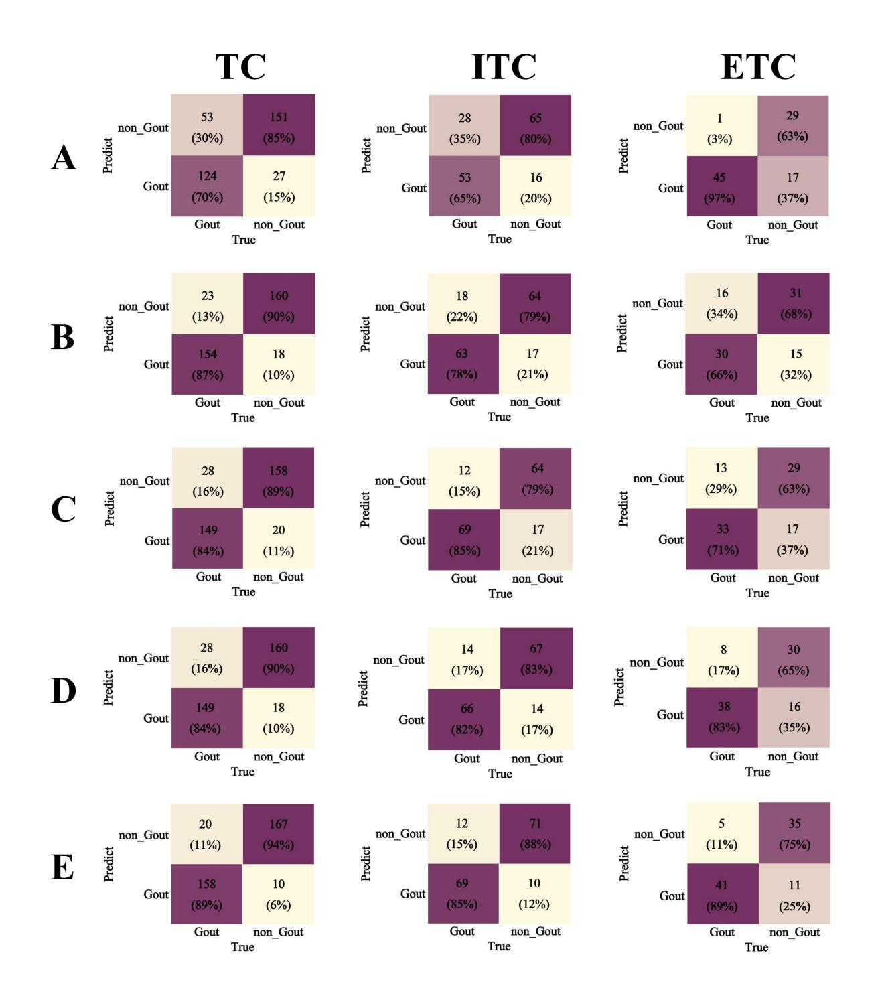 TC ITC ETC
A
Predict
non_Gout 53 151
(30%) (85%)
Gout 124 27
(70%) (15%)
Gout non_Gout
True
Predict
non_Gout 28 65
(35%) (80%)
Gout 53 16
(65%) (20%)
Gout non_Gout
True
Predict
non_Gout 1 29
(3%) (63%)
Gout 45 17
(97%) (37%)
Gout non_Gout
True
B
Predict
non_Gout 23 160
(13%) (90%)
Gout 154 18
(87%) (10%)
Gout non_Gout
True
Predict
non_Gout 18 64
(22%) (79%)
Gout 63 17
(78%) (21%)
Gout non_Gout
True
Predict
non_Gout 16 31
(34%) (68%)
Gout 30 15
(66%) (32%)
Gout non_Gout
True
C
Predict
non_Gout 28 158
(16%) (89%)
Gout 149 20
(84%) (11%)
Gout non_Gout
True
Predict
non_Gout 12 64
(15%) (79%)
Gout 69 17
(85%) (21%)
Gout non_Gout
True
Predict
non_Gout 13 29
(29%) (63%)
Gout 33 17
(71%) (37%)
Gout non_Gout
True
D
Predict
non_Gout 28 160
(16%) (90%)
Gout 149 18
(84%) (10%)
Gout non_Gout
True
Predict
non_Gout 14 67
(17%) (83%)
Gout 66 14
(82%) (17%)
Gout non_Gout
True
Predict
non_Gout 8 30
(17%) (65%)
Gout 38 16
(83%) (35%)
Gout non_Gout
True
E
Predict
non_Gout 20 167
(11%) (94%)
Gout 158 10
(89%) (6%)
Gout non_Gout
True
Predict
non_Gout 12 71
(15%) (88%)
Gout 69 10
(85%) (12%)
Gout non_Gout
True
Predict
non_Gout 5 35
(11%) (75%)
Gout 41 11
(89%) (25%)
Gout non_Gout
True